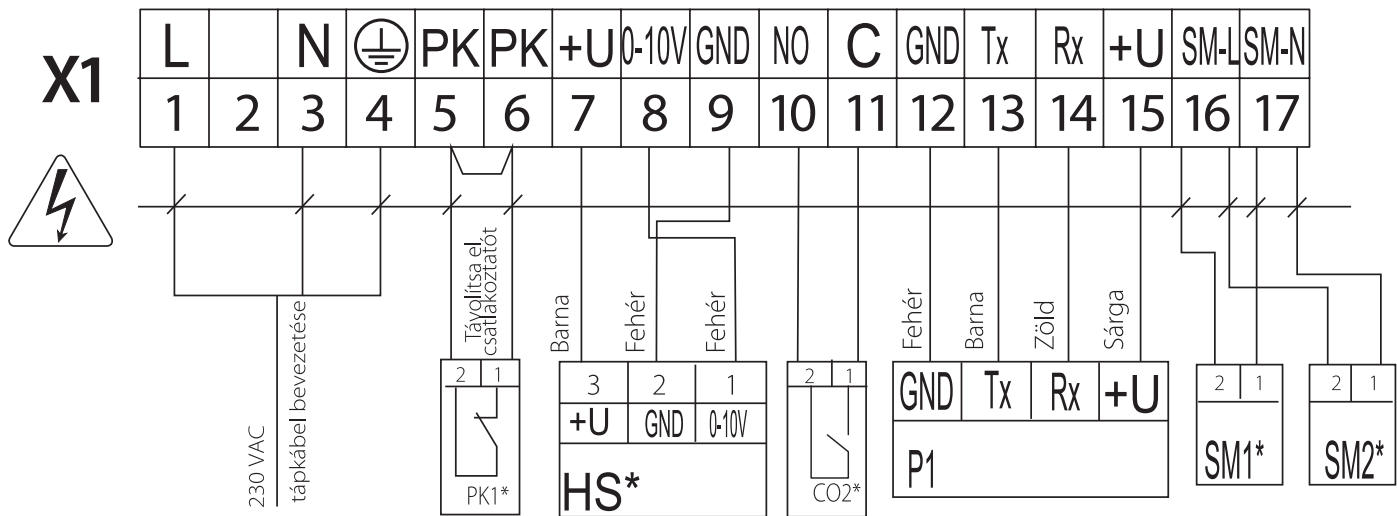 X1
L N PK PK +U 0-10V GND NO C GND Tx Rx +U SM-L SM-N
1 2 3 4 5 6 7 8 9 10 11 12 13 14 15 16 17
230 VAC
tápkábel bevezetése
Távolítsa el
csatlakoztatót
2 1
PK1*
Barna
Fehér
Fehér
3 2 1
+U GND 0-10V
HS*
2 1
CO2*
Fehér
Barna
Zöld
Sárga
GND Tx Rx +U
P1
2 1
SM1*
2 1
SM2*